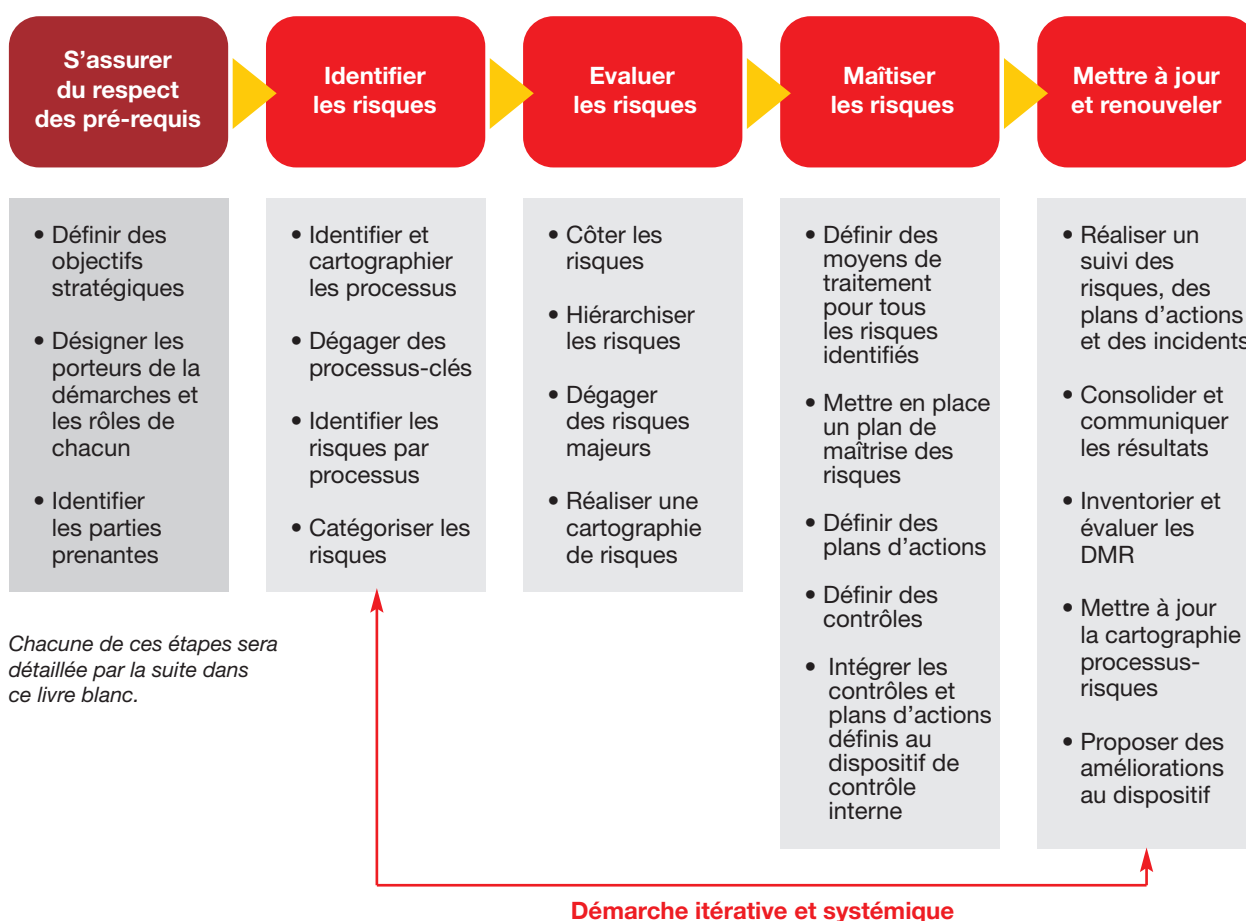 S’assurer
du respect
des pré-requis
Identifier
les risques
Evaluer
les risques
Maîtiser
les risques
Mettre à jour
et renouveler
• Définir des
objectifs
stratégiques
• Désigner les
porteurs de la
démarches et
les rôles de
chacun
• Identifier
les parties
prenantes
• Identifier et
cartographier
les processus
• Dégager des
processus-clés
• Identifier les
risques par
processus
• Catégoriser les
risques
• Côter les
risques
• Hiérarchiser
les risques
• Dégager
des risques
majeurs
• Réaliser une
cartographie
de risques
• Définir des
moyens de
traitement
pour tous
les risques
identifiés
• Mettre en place
un plan de
maîtrise des
risques
• Définir des
plans d’actions
• Définir des
contrôles
• Intégrer les
contrôles et
plans d’actions
définis au
dispositif de
contrôle
interne
• Réaliser un
suivi des
risques, des
plans d’actions
et des incidents
• Consolider et
communiquer
les résultats
• Inventorier et
évaluer les
DMR
• Mettre à jour
la cartographie
processus-
risques
• Proposer des
améliorations
au dispositif
Chacune de ces étapes sera
détaillée par la suite dans
ce livre blanc.
Démarche itérative et systémique